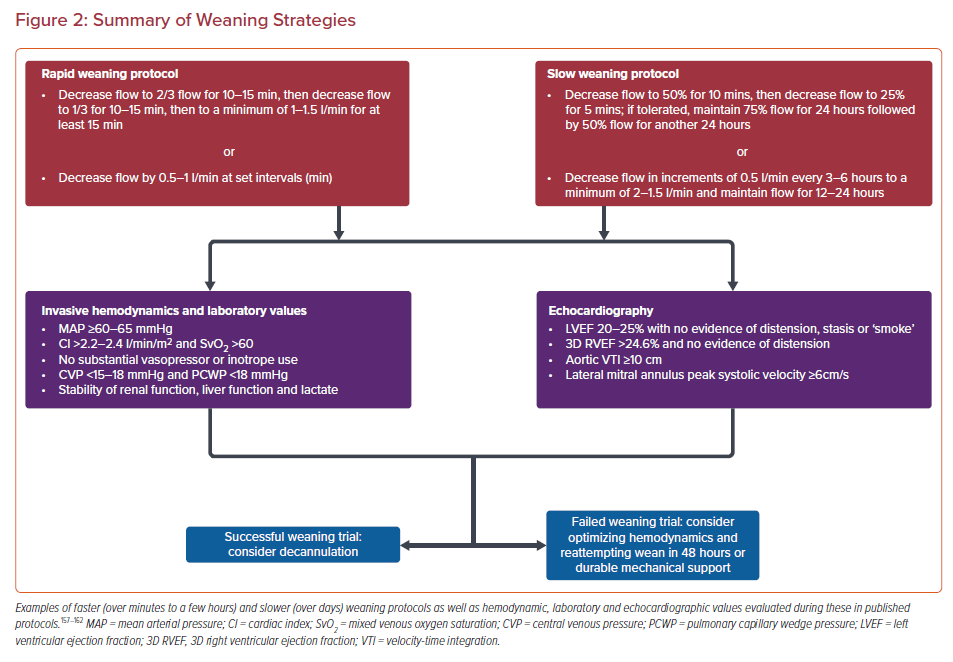 Figure 2: Summary of Weaning Strategies
Rapid weaning protocol
• Decrease flow to 2/3 flow for 10–15 min, then decrease flow
to 1/3 for 10–15 min, then to a minimum of 1–1.5 l/min for at
least 15 min
or
• Decrease flow by 0.5–1 l/min at set intervals (min)
Slow weaning protocol
• Decrease flow to 50% for 10 mins, then decrease flow to 25%
for 5 mins; if tolerated, maintain 75% flow for 24 hours followed
by 50% flow for another 24 hours
or
• Decrease flow in increments of 0.5 l/min every 3–6 hours to a
minimum of 2–1.5 l/min and maintain flow for 12–24 hours
Invasive hemodynamics and laboratory values
• MAP ≥60–65 mmHg
• CI >2.2–2.4 l/min/m² and SvO₂ >60
• No substantial vasopressor or inotrope use
• CVP <15–18 mmHg and PCWP <18 mmHg
• Stability of renal function, liver function and lactate
Echocardiography
• LVEF 20–25% with no evidence of distension, stasis or ‘smoke’
• 3D RVEF >24.6% and no evidence of distension
• Aortic VTI ≥10 cm
• Lateral mitral annulus peak systolic velocity ≥6cm/s
Successful weaning trial:
consider decannulation
Failed weaning trial: consider
optimizing hemodynamics and
reattempting wean in 48 hours or
durable mechanical support
Examples of faster (over minutes to a few hours) and slower (over days) weaning protocols as well as hemodynamic, laboratory and echocardiographic values evaluated during these in published
protocols.¹⁵⁷⁻¹⁶² MAP = mean arterial pressure; CI = cardiac index; SvO₂ = mixed venous oxygen saturation; CVP = central venous pressure; PCWP = pulmonary capillary wedge pressure; LVEF = left
ventricular ejection fraction; 3D RVEF, 3D right ventricular ejection fraction; VTI = velocity-time integration.